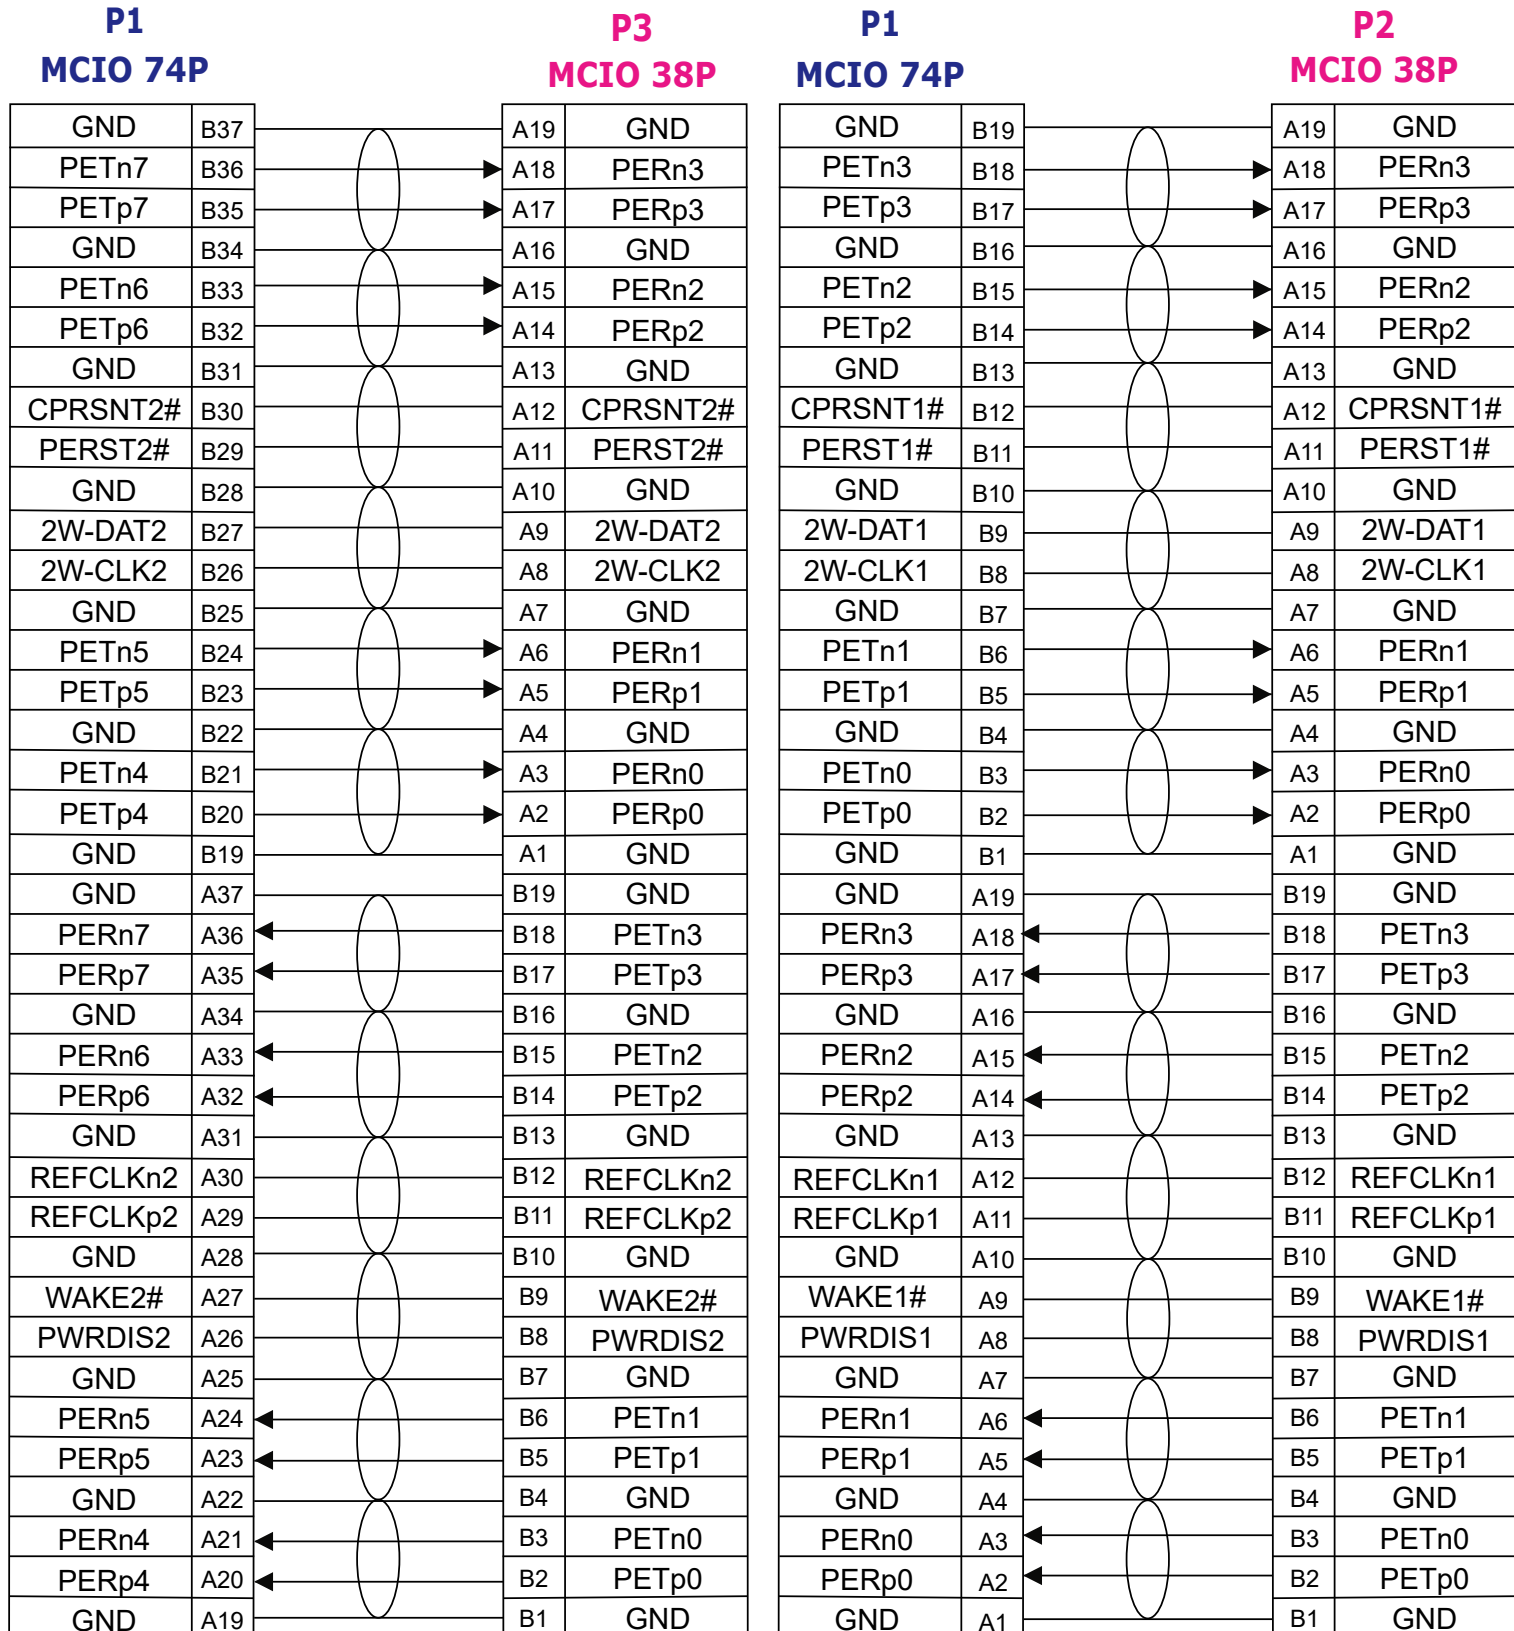 P1 P3 P1 P2
MCIO 74P MCIO 38P MCIO 74P MCIO 38P
GND B37 A19 GND GND B19 A19 GND
PETn7 B36 A18 PERn3 PETn3 B18 A18 PERn3
PETp7 B35 A17 PERp3 PETp3 B17 A17 PERp3
GND B34 A16 GND GND B16 A16 GND
PETn6 B33 A15 PERn2 PETn2 B15 A15 PERn2
PETp6 B32 A14 PERp2 PETp2 B14 A14 PERp2
GND B31 A13 GND GND B13 A13 GND
CPRSNT2# B30 A12 CPRSNT2# CPRSNT1# B12 A12 CPRSNT1#
PERST2# B29 A11 PERST2# PERST1# B11 A11 PERST1#
GND B28 A10 GND GND B10 A10 GND
2W-DAT2 B27 A9 2W-DAT2 2W-DAT1 B9 A9 2W-DAT1
2W-CLK2 B26 A8 2W-CLK2 2W-CLK1 B8 A8 2W-CLK1
GND B25 A7 GND GND B7 A7 GND
PETn5 B24 A6 PERn1 PETn1 B6 A6 PERn1
PETp5 B23 A5 PERp1 PETp1 B5 A5 PERp1
GND B22 A4 GND GND B4 A4 GND
PETn4 B21 A3 PERn0 PETn0 B3 A3 PERn0
PETp4 B20 A2 PERp0 PETp0 B2 A2 PERp0
GND B19 A1 GND GND B1 A1 GND
GND A37 B19 GND GND A19 B19 GND
PERn7 A36 B18 PETn3 PERn3 A18 B18 PETn3
PERp7 A35 B17 PETp3 PERp3 A17 B17 PETp3
GND A34 B16 GND GND A16 B16 GND
PERn6 A33 B15 PETn2 PERn2 A15 B15 PETn2
PERp6 A32 B14 PETp2 PERp2 A14 B14 PETp2
GND A31 B13 GND GND A13 B13 GND
REFCLKn2 A30 B12 REFCLKn2 REFCLKn1 A12 B12 REFCLKn1
REFCLKp2 A29 B11 REFCLKp2 REFCLKp1 A11 B11 REFCLKp1
GND A28 B10 GND GND A10 B10 GND
WAKE2# A27 B9 WAKE2# WAKE1# A9 B9 WAKE1#
PWRDIS2 A26 B8 PWRDIS2 PWRDIS1 A8 B8 PWRDIS1
GND A25 B7 GND GND A7 B7 GND
PERn5 A24 B6 PETn1 PERn1 A6 B6 PETn1
PERp5 A23 B5 PETp1 PERp1 A5 B5 PETp1
GND A22 B4 GND GND A4 B4 GND
PERn4 A21 B3 PETn0 PERn0 A3 B3 PETn0
PERp4 A20 B2 PETp0 PERp0 A2 B2 PETp0
GND A19 B1 GND GND A1 B1 GND